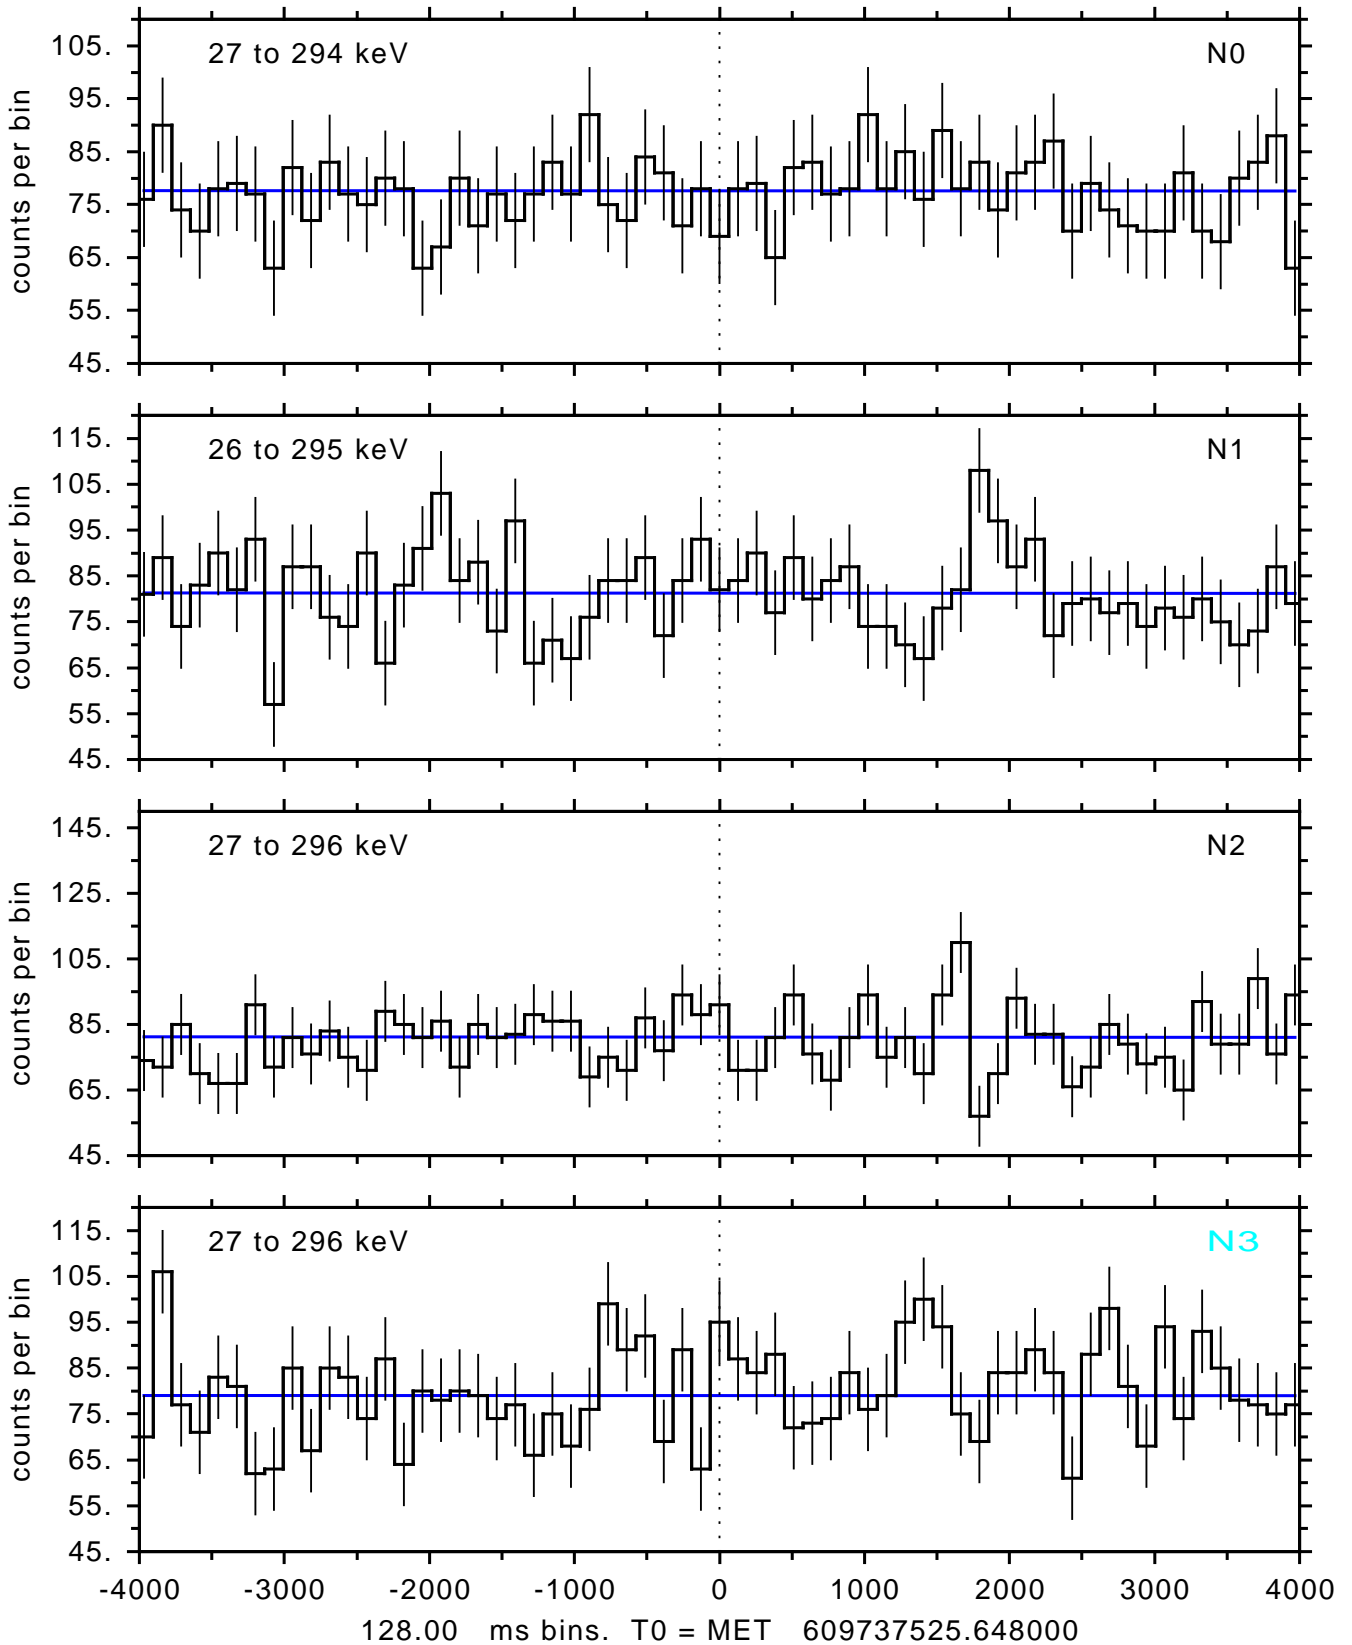 27 to 294 keV N0
105.
95.
85.
75.
65.
55.
45.
counts per bin
26 to 295 keV N1
115.
105.
95.
85.
75.
65.
55.
45.
counts per bin
27 to 296 keV N2
145.
125.
105.
85.
65.
45.
counts per bin
27 to 296 keV N3
115.
105.
95.
85.
75.
65.
55.
45.
counts per bin
-4000 -3000 -2000 -1000 0 1000 2000 3000 4000
128.00 ms bins. T0 = MET 609737525.648000